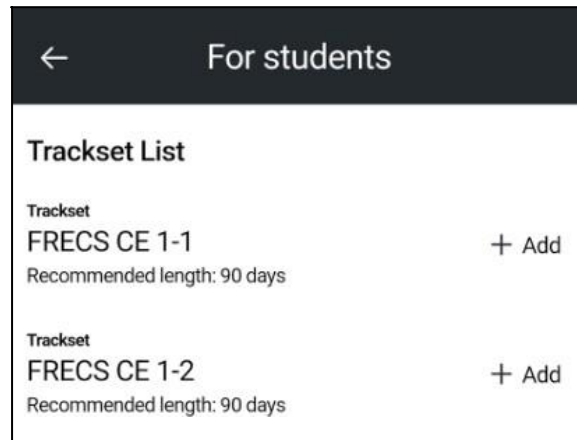 For students
Trackset List
Trackset
FRECS CE 1-1
+ Add
Recommended length: 90 days
Trackset
FRECS CE 1-2
+ Add
Recommended length: 90 days